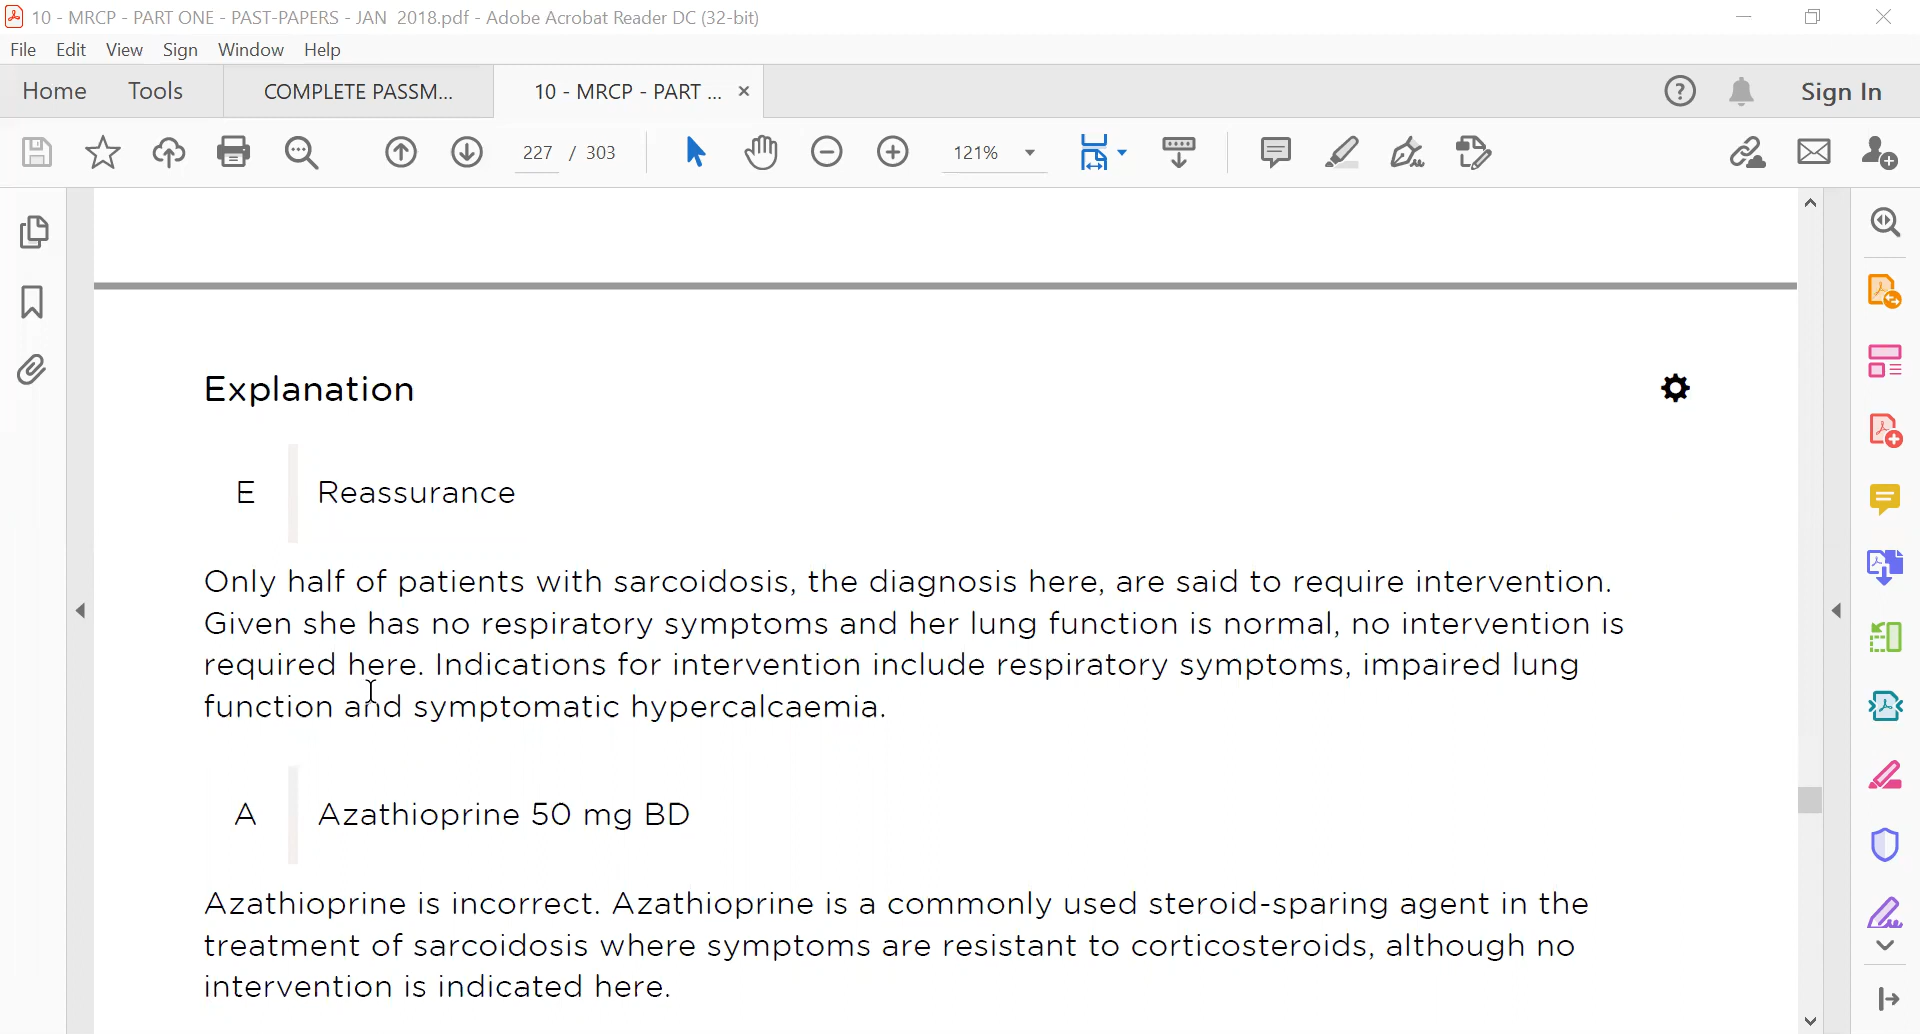 10 - MRCP - PART ONE - PAST-PAPERS - JAN  2018.pdf - Adobe Acrobat Reader DC (32-bit)
File Edit View Sign Window Help
Home Tools COMPLETE PASSM... 10 - MRCP - PART ... × Sign In
227 / 303 121%
Explanation
E Reassurance
Only half of patients with sarcoidosis, the diagnosis here, are said to require intervention.
Given she has no respiratory symptoms and her lung function is normal, no intervention is
required here. Indications for intervention include respiratory symptoms, impaired lung
function and symptomatic hypercalcaemia.
A Azathioprine 50 mg BD
Azathioprine is incorrect. Azathioprine is a commonly used steroid-sparing agent in the
treatment of sarcoidosis where symptoms are resistant to corticosteroids, although no
intervention is indicated here.